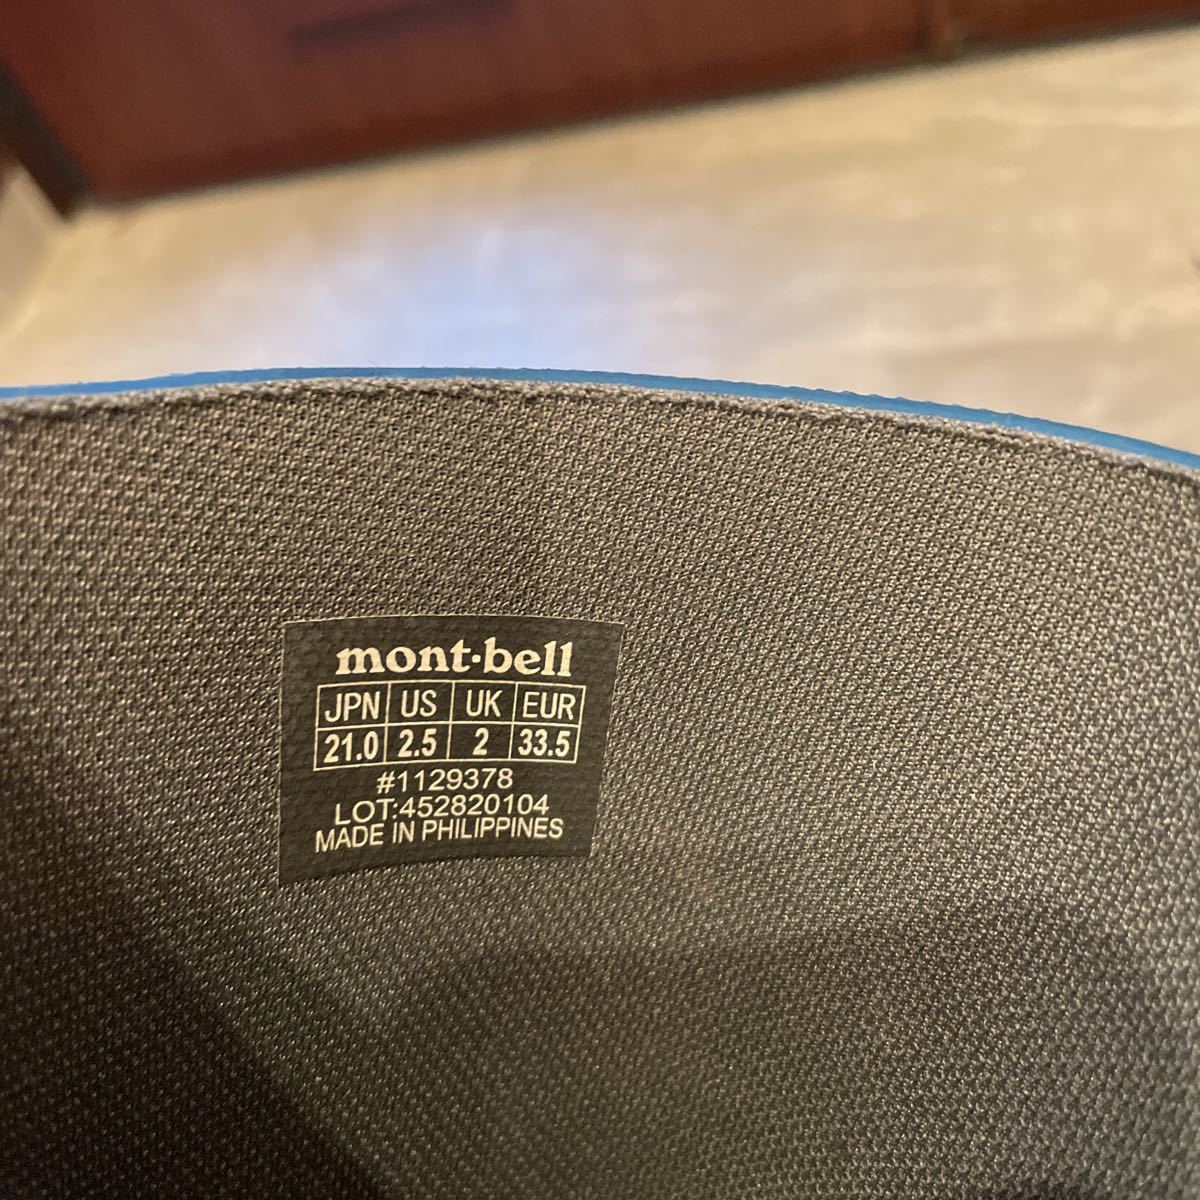 mont-bell
JPN US UK EUR
21.0 2.5 2 33.5
#1129378
LOT:452820104
MADE IN PHILIPPINES